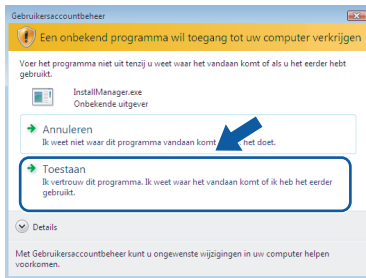 Gebruikersaccountbeheer
Een onbekend programma wil toegang tot uw computer verkrijgen
Voer het programma niet uit tenzij u weet waar het vandaan komt of als u het eerder hebt
gebruikt.
InstallManager.exe
Onbekende uitgever
Annuleren
Ik weet niet waar dit programma vandaan komt het doet.
Toestaan
Ik vertrouw dit programma. Ik weet waar het vandaan komt of ik heb het eerder
gebruikt.
Details
Met Gebruikersaccountbeheer kunt u ongewenste wijzigingen in uw computer helpen
voorkomen.